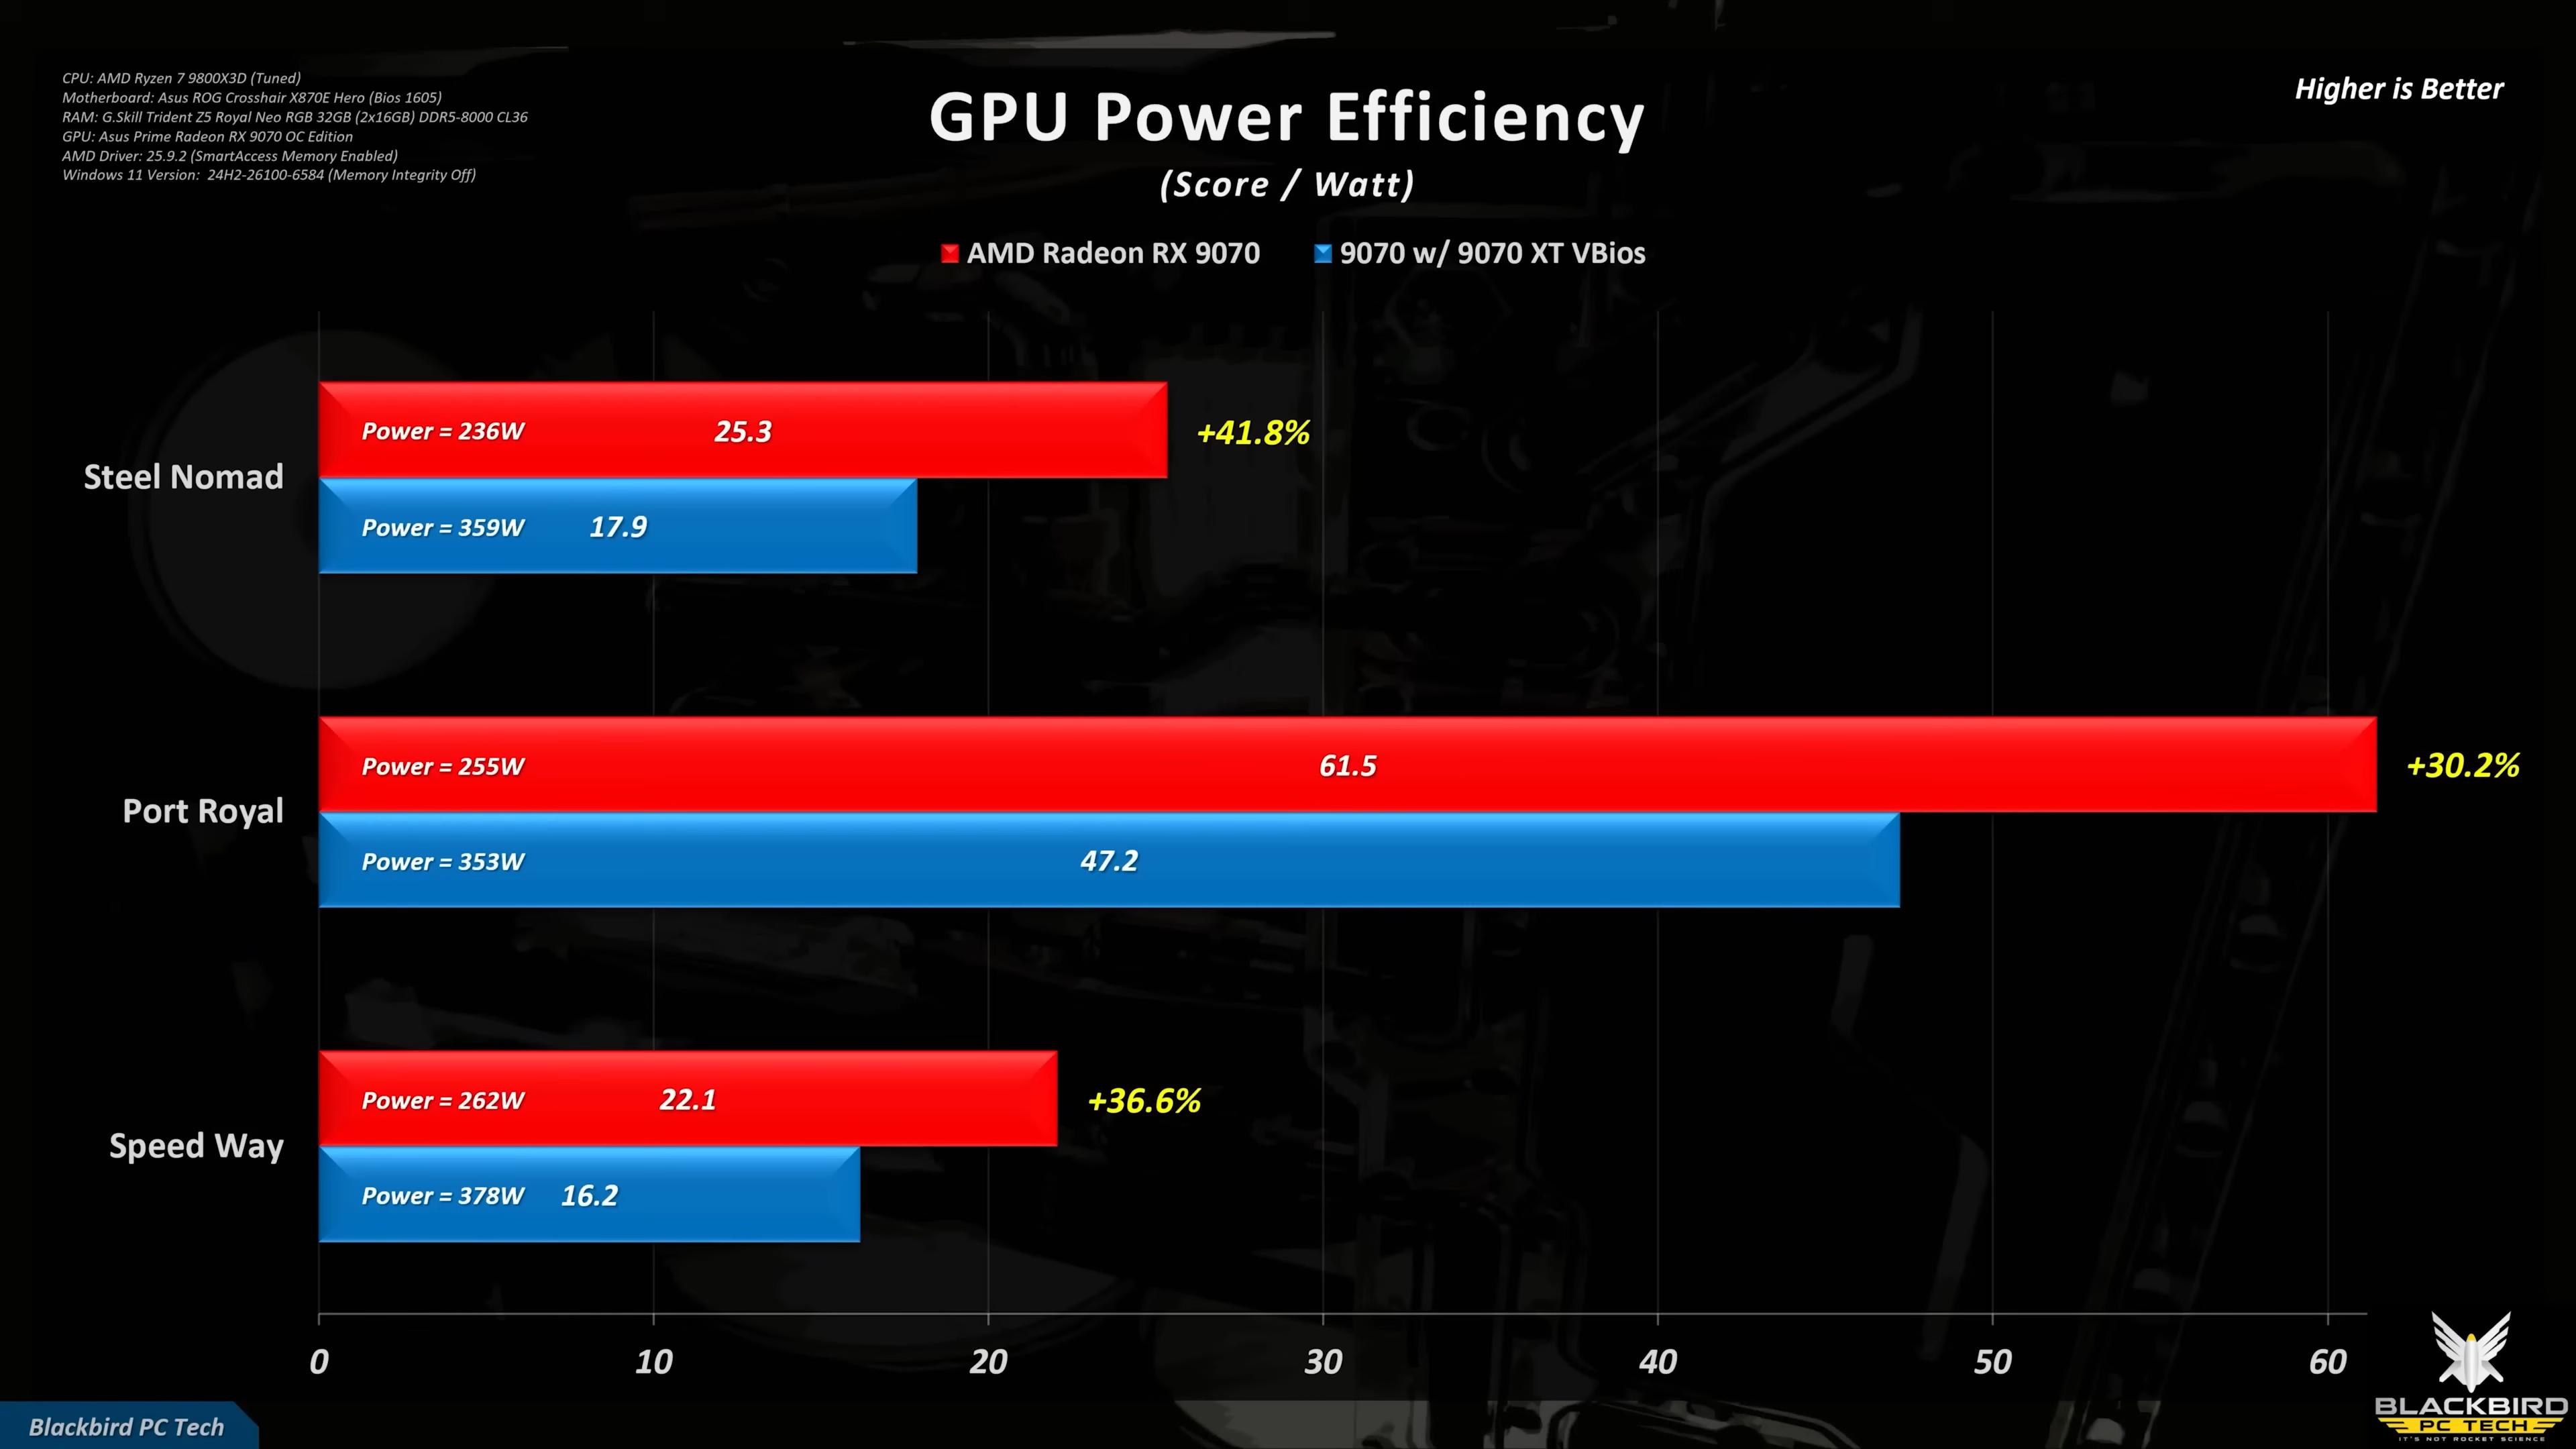 CPU: AMD Ryzen 7 9800X3D (Tuned)
Motherboard: Asus ROG Crosshair X870E Hero (Bios 1605)
RAM: G.Skill Trident Z5 Royal Neo RGB 32GB (2x16GB) DDR5-8000 CL36
GPU: Asus Prime Radeon RX 9070 OC Edition
AMD Driver: 25.9.2 (SmartAccess Memory Enabled)
Windows 11 Version: 24H2-26100-6584 (Memory Integrity Off)
GPU Power Efficiency
(Score / Watt)
Higher is Better
AMD Radeon RX 9070 9070 w/ 9070 XT VBios
Steel Nomad
Power = 236W 25.3 +41.8%
Power = 359W 17.9
Port Royal
Power = 255W 61.5 +30.2%
Power = 353W 47.2
Speed Way
Power = 262W 22.1 +36.6%
Power = 378W 16.2
0 10 20 30 40 50 60
Blackbird PC Tech
BLACKBIRD
PC TECH
IT'S NOT ROCKET SCIENCE